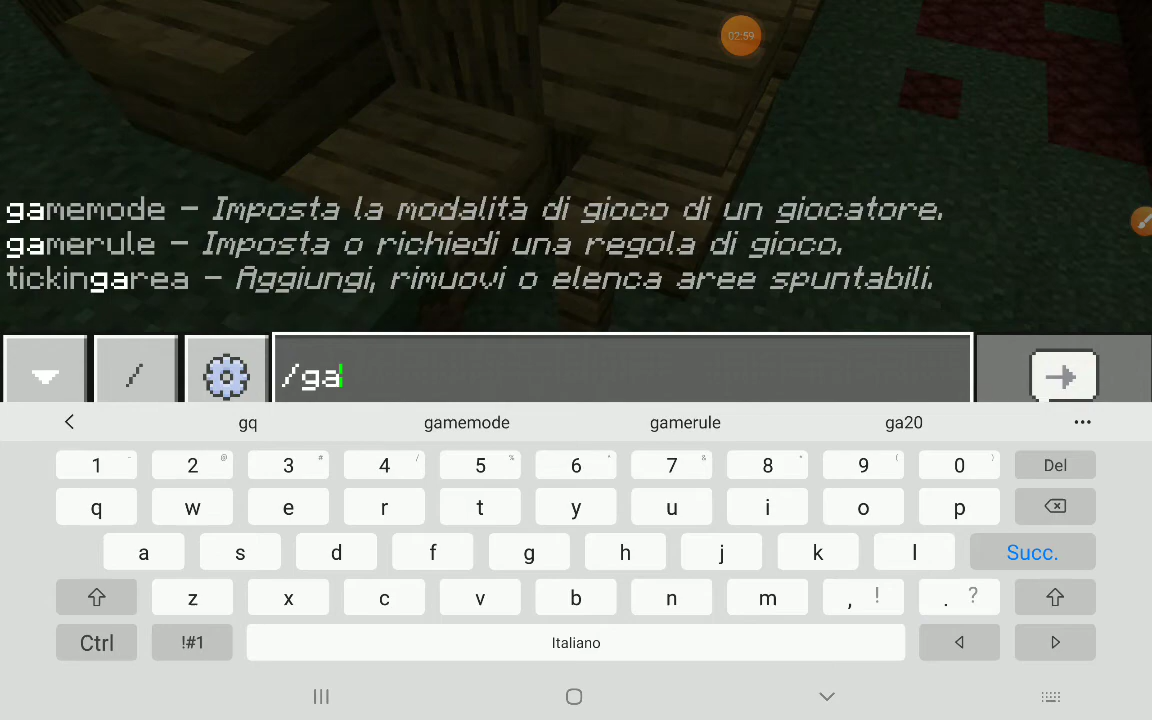 02:59
gamemode – Imposta la modalità di gioco di un giocatore.
gamerule – Imposta o richiedi una regola di gioco.
tickingarea – Aggiungi, rimuovi o elenca aree spuntabili.
/ /ga
gq gamemode gamerule ga20 •••
1 - 2 @ 3 # 4 / 5 % 6 ^ 7 & 8 * 9 ( 0 ) Del
q w e r t y u i o p
a s d f g h j k l Succ.
z x c v b n m , ! . ?
Ctrl !#1 Italiano